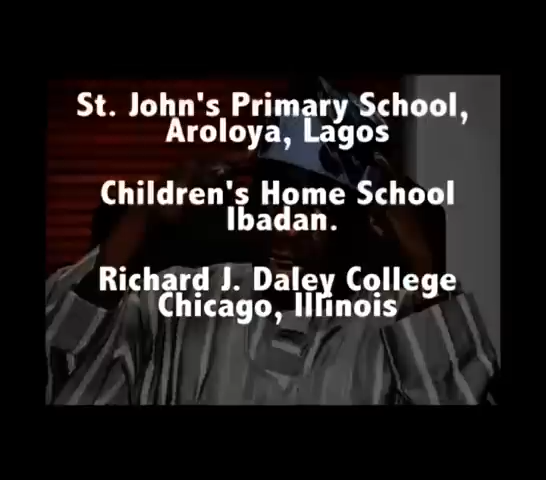 St. John's Primary School,
Aroloya, Lagos
Children's Home School
Ibadan.
Richard J. Daley College
Chicago, Illinois